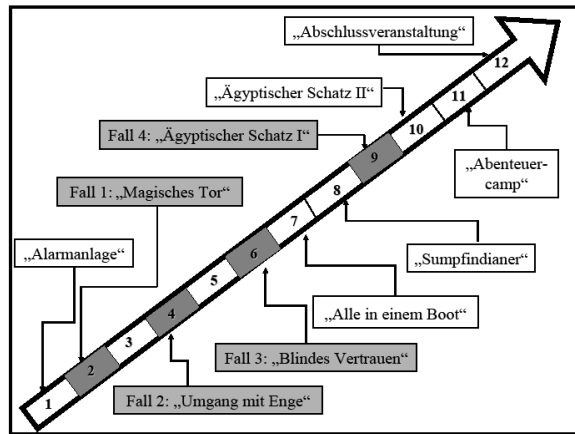 „Abschlussveranstaltung“
12
„Ägyptischer Schatz II“
11
Fall 4: „Ägyptischer Schatz I“
10
9
„Abenteuer-
camp“
Fall 1: „Magisches Tor“
8
7
„Alarmanlage“
6
„Sumpfindianer“
5
„Alle in einem Boot“
4
3
Fall 3: „Blindes Vertrauen“
2
Fall 2: „Umgang mit Enge“
1